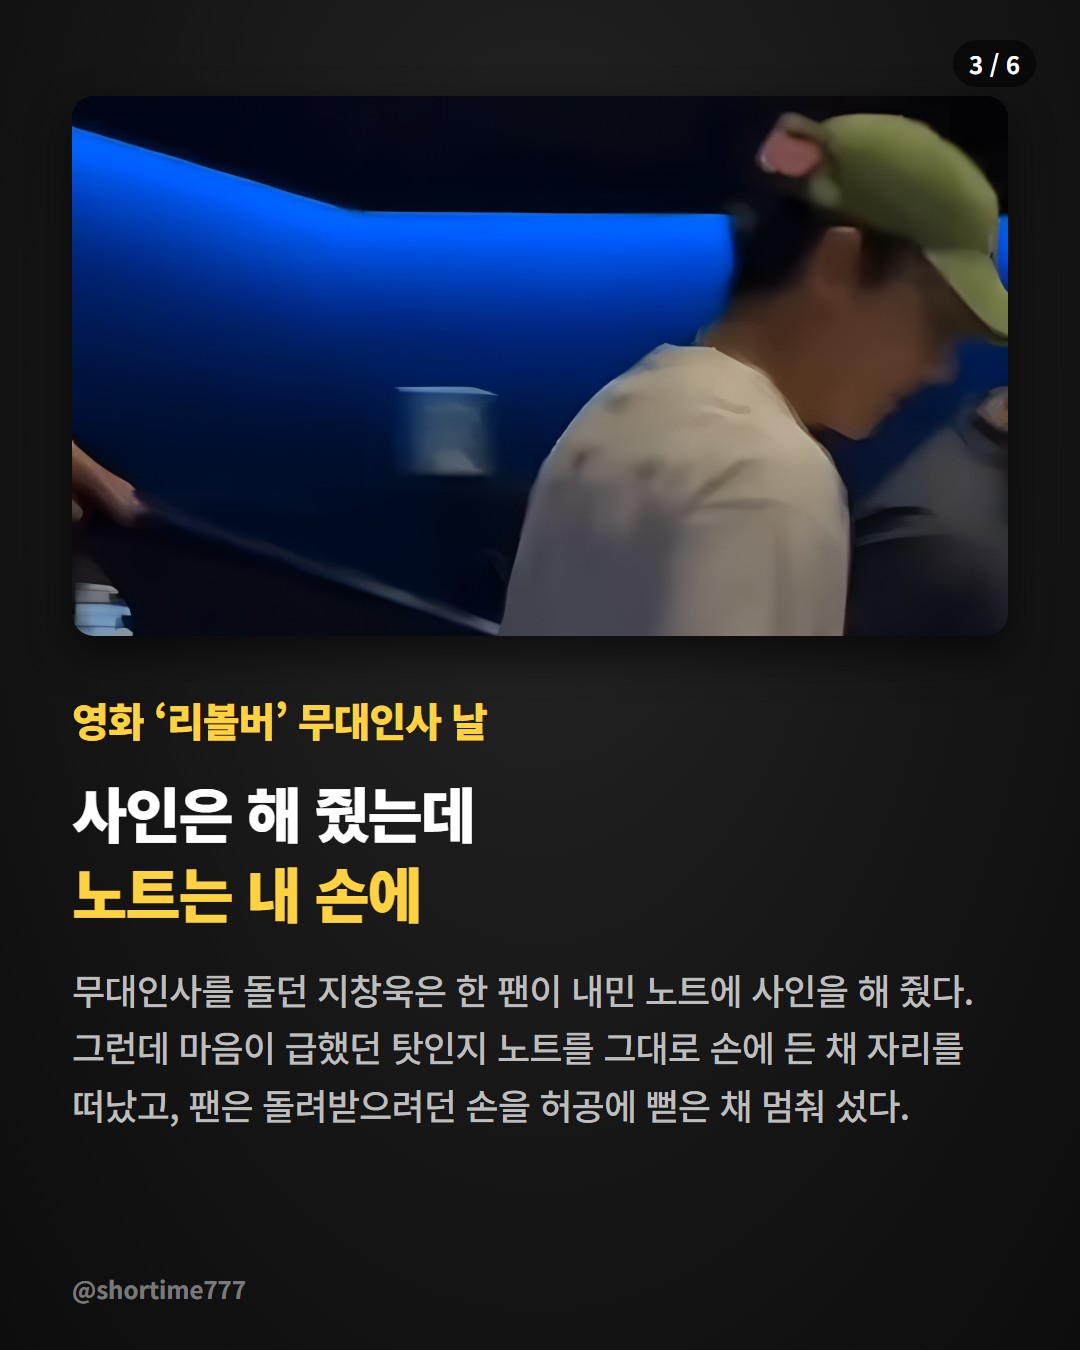 3 / 6
영화 ‘리볼버’ 무대인사 날
사인은 해 줬는데
노트는 내 손에
무대인사를 돌던 지창욱은 한 팬이 내민 노트에 사인을 해 줬다.
그런데 마음이 급했던 탓인지 노트를 그대로 손에 든 채 자리를
떠났고, 팬은 돌려받으려던 손을 허공에 뻗은 채 멈춰 섰다.
@shortime777